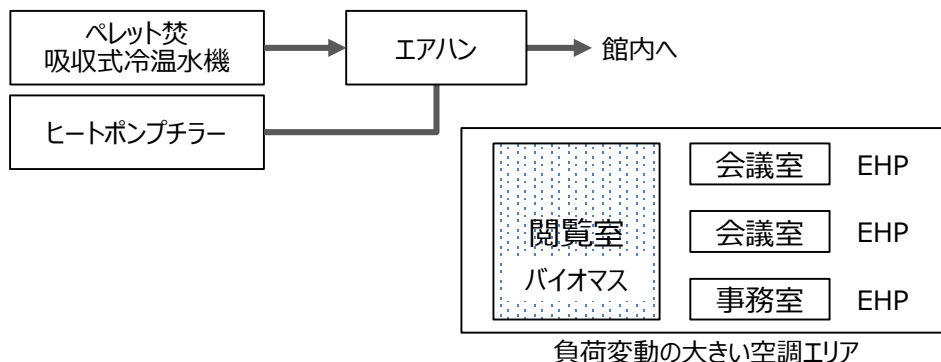 ペレット焚
吸収式冷温水機
エアハン
館内へ
ヒートポンプチラー
閲覧室
バイオマス
会議室
EHP
会議室
EHP
事務室
EHP
負荷変動の大きい空調エリア